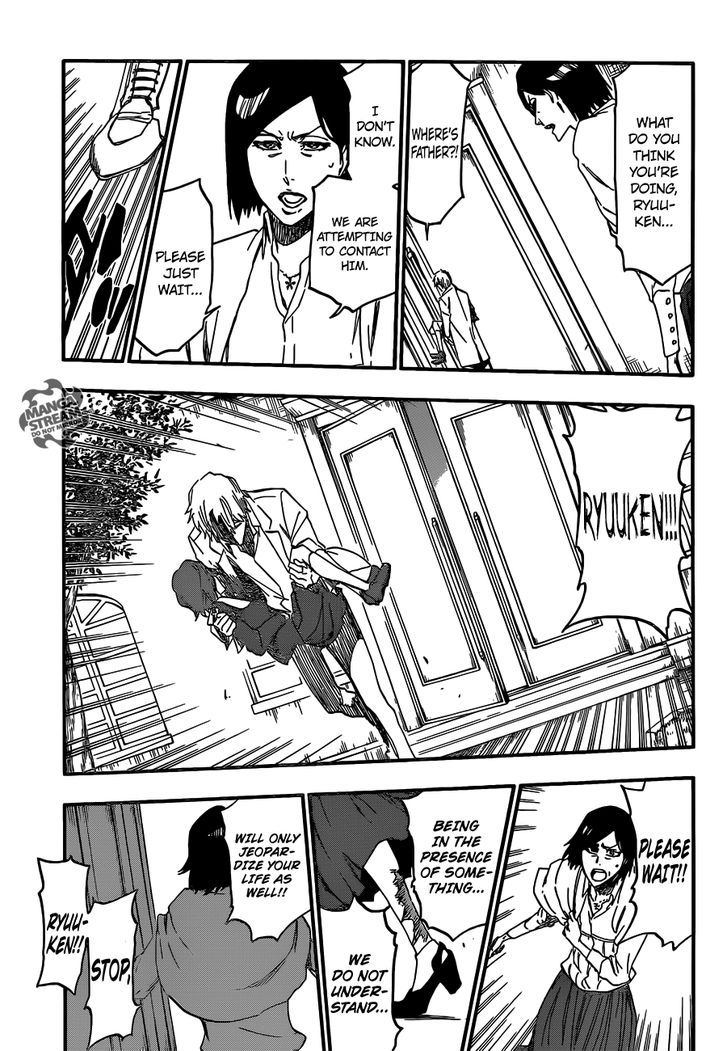 WHAT
DO YOU
THINK
YOU'RE
DOING,
RYUU-
KEN...
WHERE'S
FATHER?!
I
DON'T
KNOW.
WE ARE
ATTEMPTING
TO CONTACT
HIM.
PLEASE
JUST
WAIT...
RYUUKEN!!!
MANGA
STREAM
PLEASE
WAIT!!
BEING
IN THE
PRESENCE
OF SOME-
THING...
WE
DO NOT
UNDER-
STAND...
WILL ONLY
JEOPAR-
DIZE YOUR
LIFE AS
WELL!!
STOP,
RYUU-
KEN!!